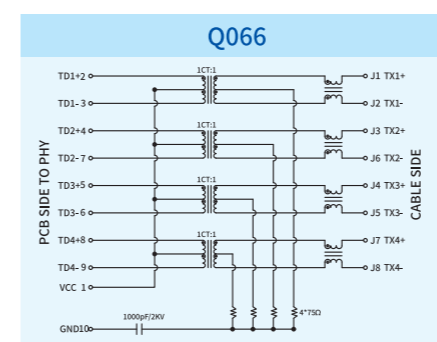 Q066
1CT:1
TD1+2 J1 TX1+
TD1-3 J2 TX1-
1CT:1
TD2+4 J3 TX2+
TD2-7 J6 TX2-
1CT:1
TD3+5 J4 TX3+
TD3-6 J5 TX3-
1CT:1
TD4+8 J7 TX4+
TD4-9 J8 TX4-
VCC 1
PCB SIDE TO PHY
CABLE SIDE
1000pF/2KV
4*75Ω
GND10